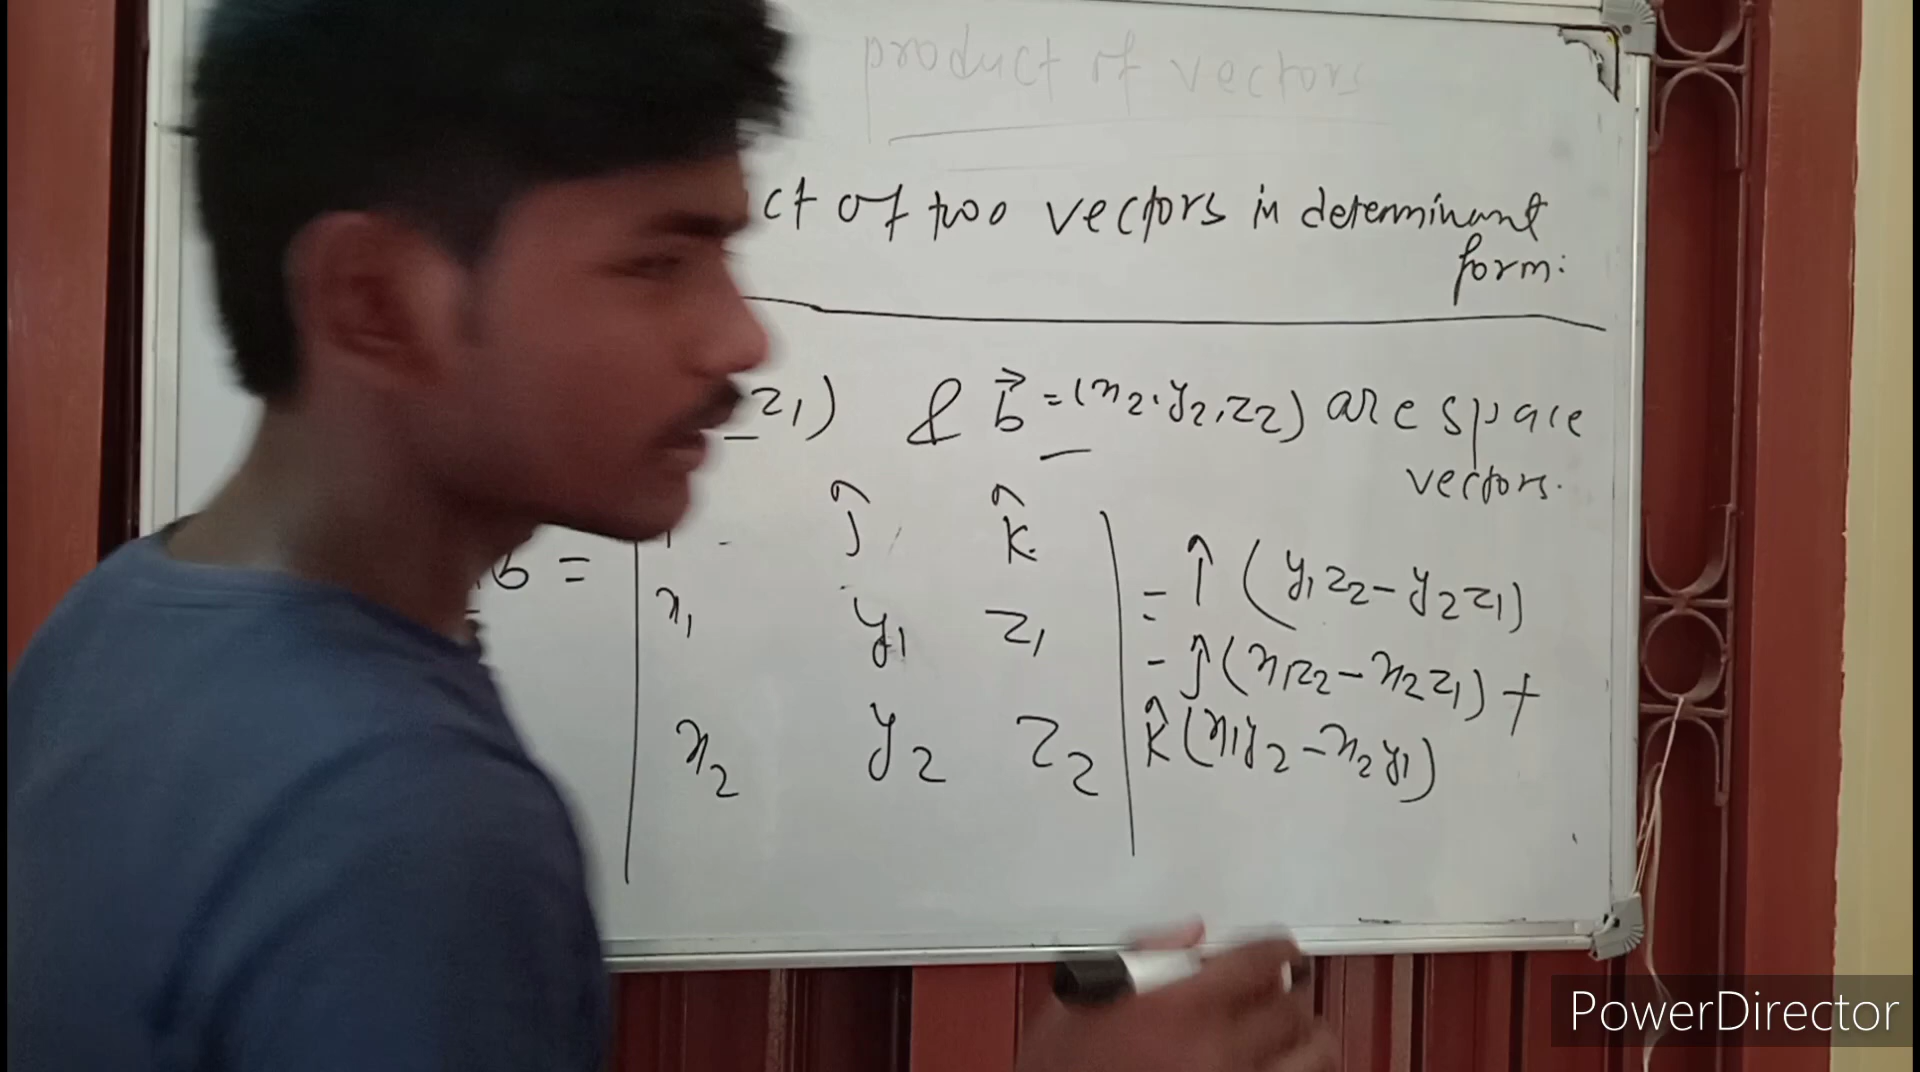 product of vectors
ct of two vectors in determinant
form:
z₁) & b⃗ = (x₂, y₂, z₂) are space
vectors.
ĵ k̂
b = | x₁ y₁ z₁ | = î (y₁z₂ - y₂z₁)
- ĵ (x₁z₂ - x₂z₁) +
x₂ y₂ z₂ k̂ (x₁y₂ - x₂y₁)
PowerDirector